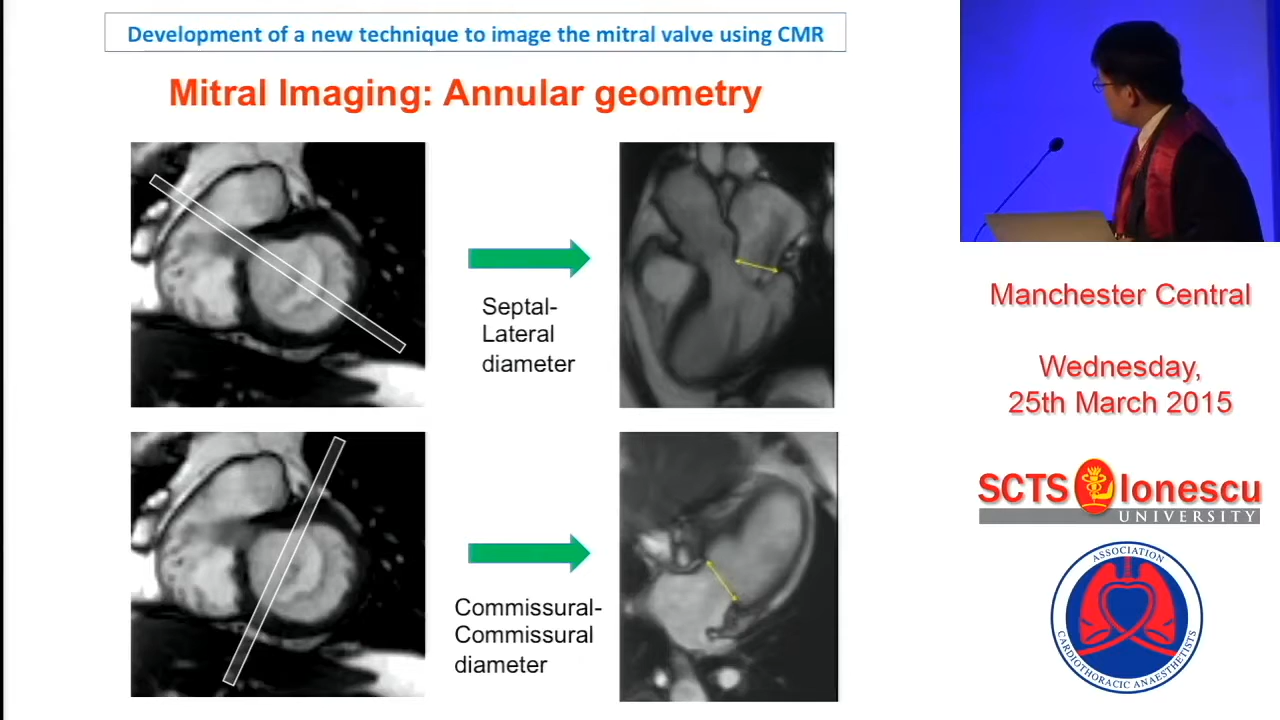 Development of a new technique to image the mitral valve using CMR
Mitral Imaging: Annular geometry
Septal-
Lateral
diameter
Commissural-
Commissural
diameter
Manchester Central
Wednesday,
25th March 2015
SCTS Ionescu
UNIVERSITY
ASSOCIATION
CARDIOTHORACIC ANAESTHETISTS